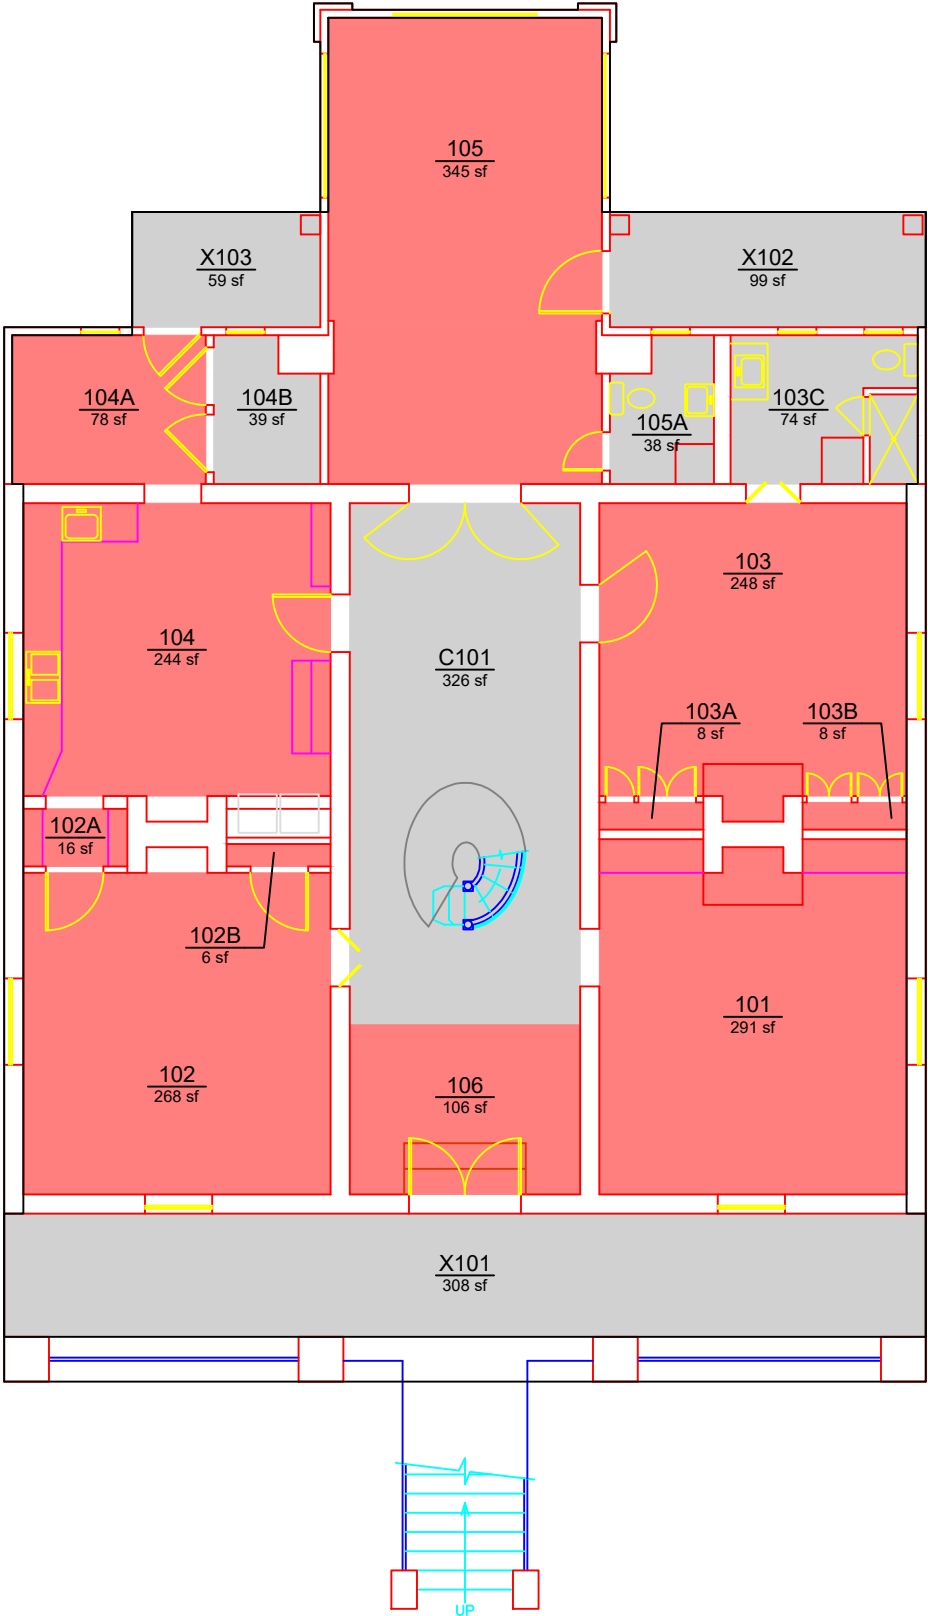 105
345 sf
X103
59 sf
X102
99 sf
104A
78 sf
104B
39 sf
105A
38 sf
103C
74 sf
103
248 sf
104
244 sf
C101
326 sf
103A
8 sf
103B
8 sf
102A
16 sf
102B
6 sf
101
291 sf
102
268 sf
106
106 sf
X101
308 sf
UP